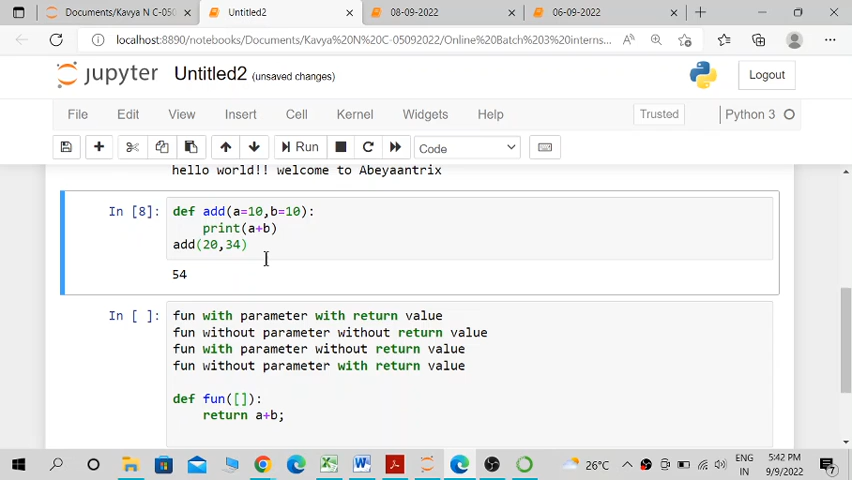 Documents/Kavya N C-050
Untitled2
08-09-2022
06-09-2022
localhost:8890/notebooks/Documents/Kavya%20N%20C-05092022/Online%20Batch%203%20interns...
jupyter Untitled2 (unsaved changes)
Logout
File Edit View Insert Cell Kernel Widgets Help
Trusted
Python 3
Run
Code
hello world!! welcome to Abeyaantrix
In [8]: def add(a=10,b=10):
print(a+b)
add(20,34)
54
In [ ]: fun with parameter with return value
fun without parameter without return value
fun with parameter without return value
fun without parameter with return value
def fun([]):
return a+b;
26°C
ENG
IN
5:42 PM
9/9/2022
7